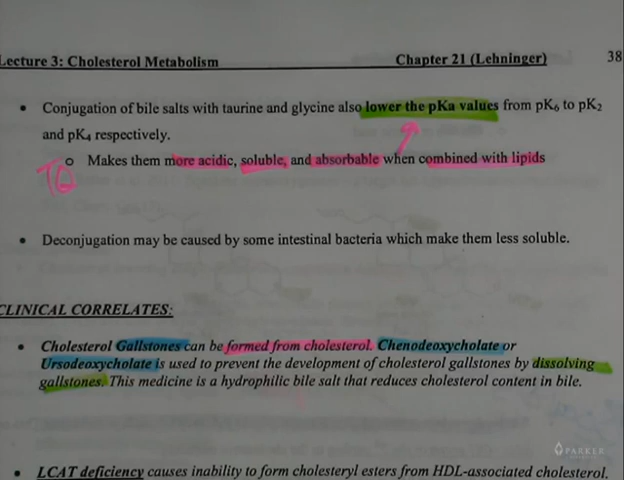 Lecture 3: Cholesterol Metabolism Chapter 21 (Lehninger) 38
• Conjugation of bile salts with taurine and glycine also lower the pKa values from pK6 to pK2
and pK4 respectively.
TQ
o Makes them more acidic, soluble, and absorbable when combined with lipids
• Deconjugation may be caused by some intestinal bacteria which make them less soluble.
CLINICAL CORRELATES:
• Cholesterol Gallstones can be formed from cholesterol. Chenodeoxycholate or
Ursodeoxycholate is used to prevent the development of cholesterol gallstones by dissolving
gallstones. This medicine is a hydrophilic bile salt that reduces cholesterol content in bile.
• LCAT deficiency causes inability to form cholesteryl esters from HDL-associated cholesterol.
PARKER